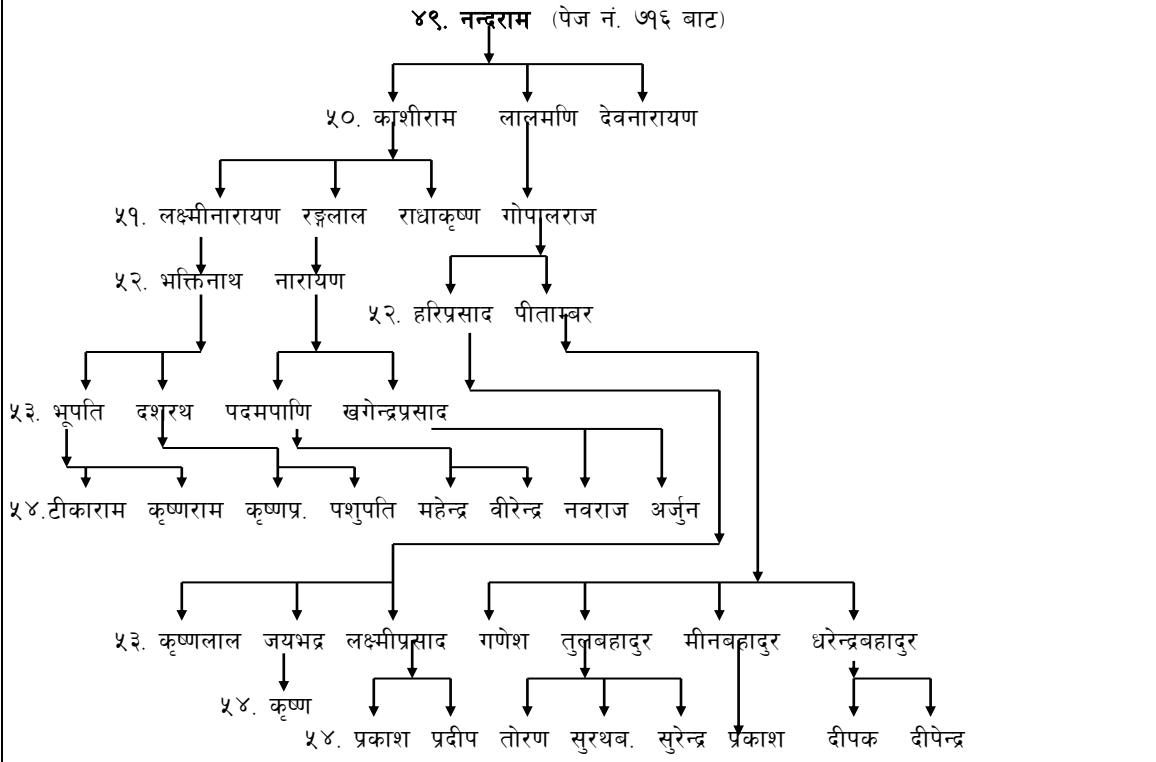 ४९. नन्दराम (पेज नं. ७१६ बाट)
५०. काशीराम लालमणि देवनारायण
५१. लक्ष्मीनारायण रङ्गलाल राधाकृष्ण गोपालराज
५२. भक्तिनाथ नारायण
५२. हरिप्रसाद पीताम्बर
५३. भूपति दशरथ पदमपाणि खगेन्द्रप्रसाद
५४.टीकाराम कृष्णराम कृष्णप्र. पशुपति महेन्द्र वीरेन्द्र नवराज अर्जुन
५३. कृष्णलाल जयभद्र लक्ष्मीप्रसाद गणेश तुलबहादुर मीनबहादुर धरेन्द्रबहादुर
५४. कृष्ण
५४. प्रकाश प्रदीप तोरण सुरथब. सुरेन्द्र प्रकाश दीपक दीपेन्द्र